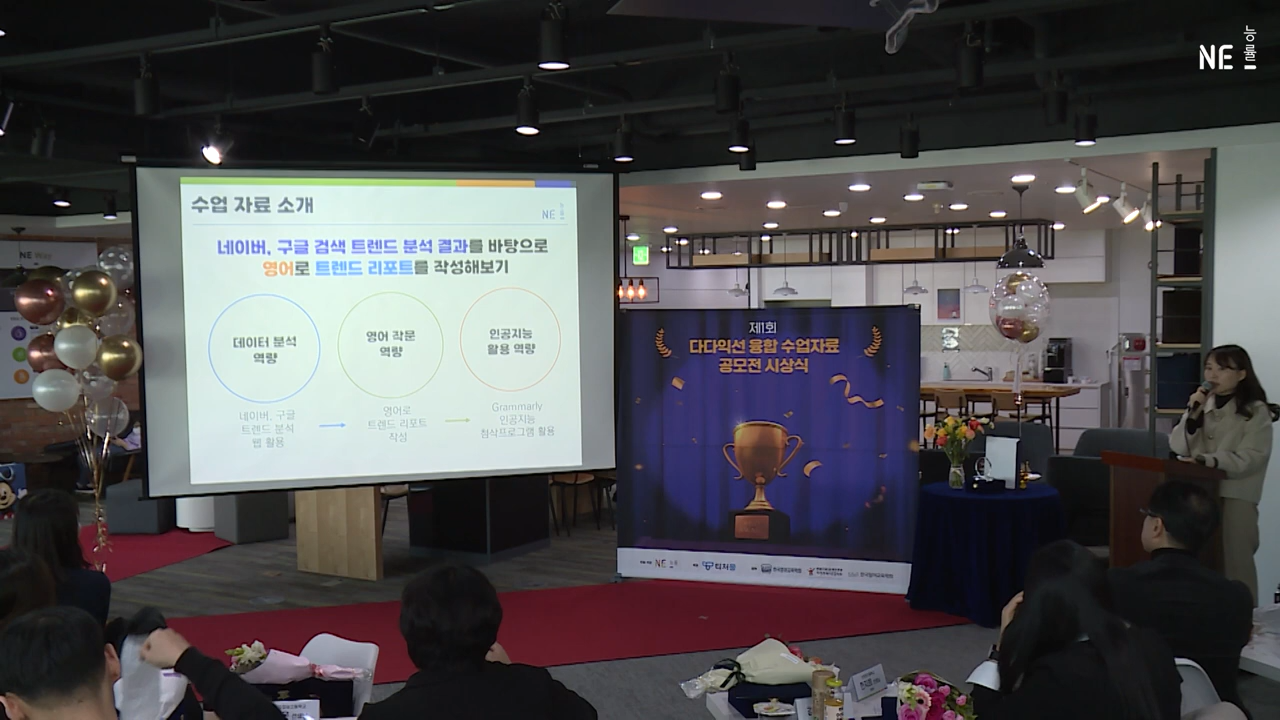 NE 능률
수업 자료 소개
NE 능률
네이버, 구글 검색 트렌드 분석 결과를 바탕으로
영어로 트렌드 리포트를 작성해보기
데이터 분석
역량
영어 작문
역량
인공지능
활용 역량
네이버, 구글
트렌드 분석
웹 활용
영어로
트렌드 리포트
작성
Grammarly
인공지능
첨삭프로그램 활용
제1회
다다익선 융합 수업자료
공모전 시상식
NE
티처몰
NE